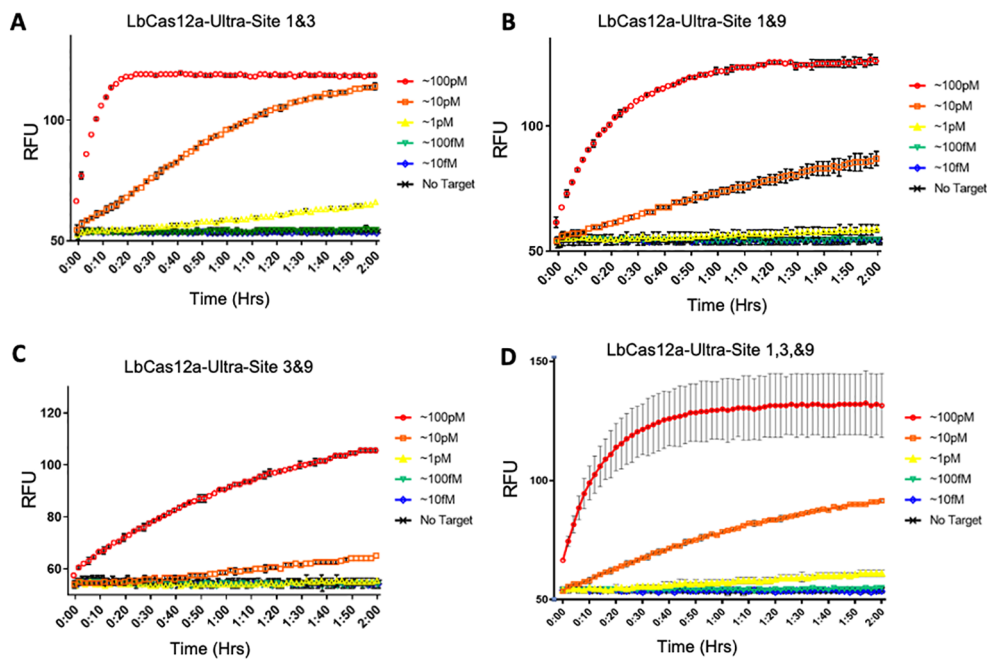 A
LbCas12a-Ultra-Site 1&3
100
50
RFU
0:00 0:10 0:20 0:30 0:40 0:50 1:00 1:10 1:20 1:30 1:40 1:50 2:00
Time (Hrs)
~100pM
~10pM
~1pM
~100fM
~10fM
No Target
B
LbCas12a-Ultra-Site 1&9
100
50
RFU
0:00 0:10 0:20 0:30 0:40 0:50 1:00 1:10 1:20 1:30 1:40 1:50 2:00
Time (Hrs)
~100pM
~10pM
~1pM
~100fM
~10fM
No Target
C
LbCas12a-Ultra-Site 3&9
120
100
80
60
RFU
0:00 0:10 0:20 0:30 0:40 0:50 1:00 1:10 1:20 1:30 1:40 1:50 2:00
Time (Hrs)
~100pM
~10pM
~1pM
~100fM
~10fM
No Target
D
LbCas12a-Ultra-Site 1,3,&9
150
100
50
RFU
0:00 0:10 0:20 0:30 0:40 0:50 1:00 1:10 1:20 1:30 1:40 1:50 2:00
Time (Hrs)
~100pM
~10pM
~1pM
~100fM
~10fM
No Target